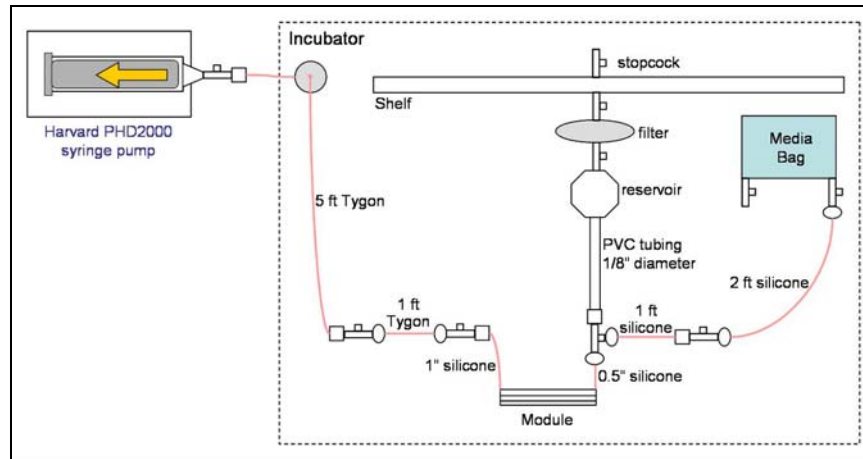 Incubator
stopcock
Shelf
Harvard PHD2000
syringe pump
filter
Media
Bag
reservoir
5 ft Tygon
PVC tubing
1/8" diameter
2 ft silicone
1 ft
Tygon
1 ft
silicone
1" silicone
0.5" silicone
Module